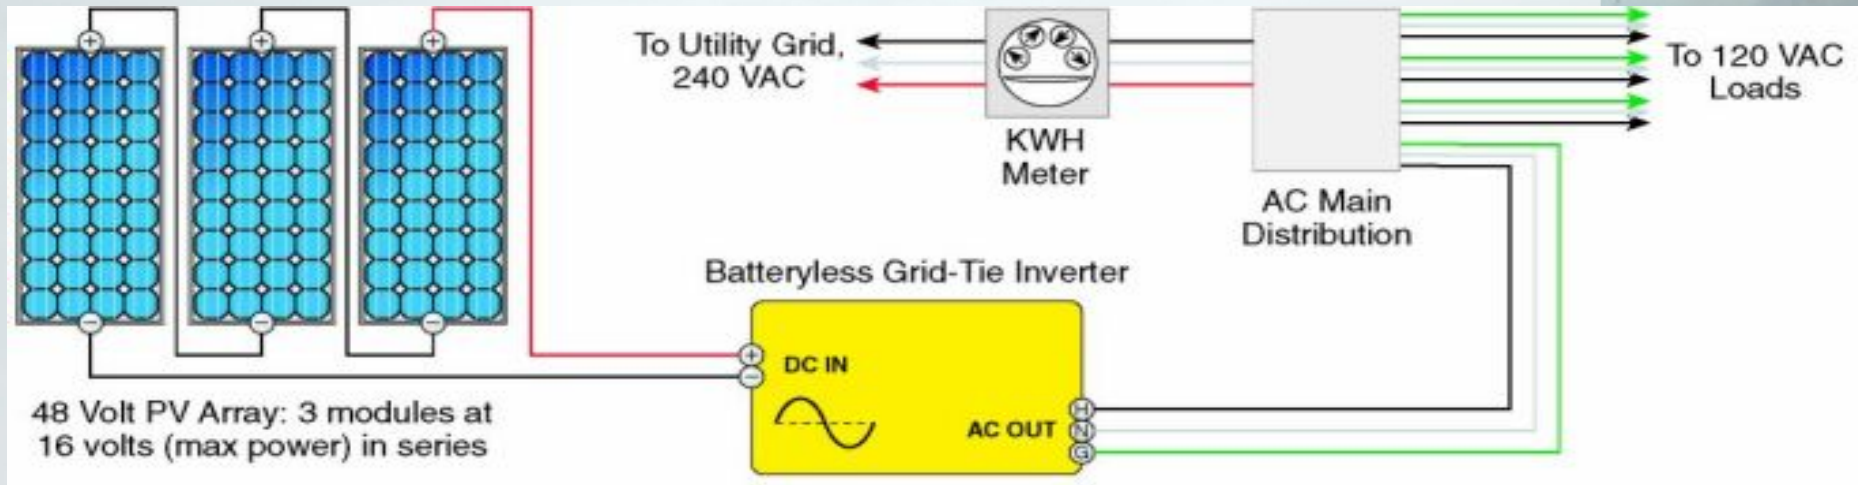 To Utility Grid,
240 VAC
KWH
Meter
AC Main
Distribution
To 120 VAC
Loads
+
+
+
−
−
−
48 Volt PV Array: 3 modules at
16 volts (max power) in series
Batteryless Grid-Tie Inverter
+
−
DC IN
AC OUT
H
N
G